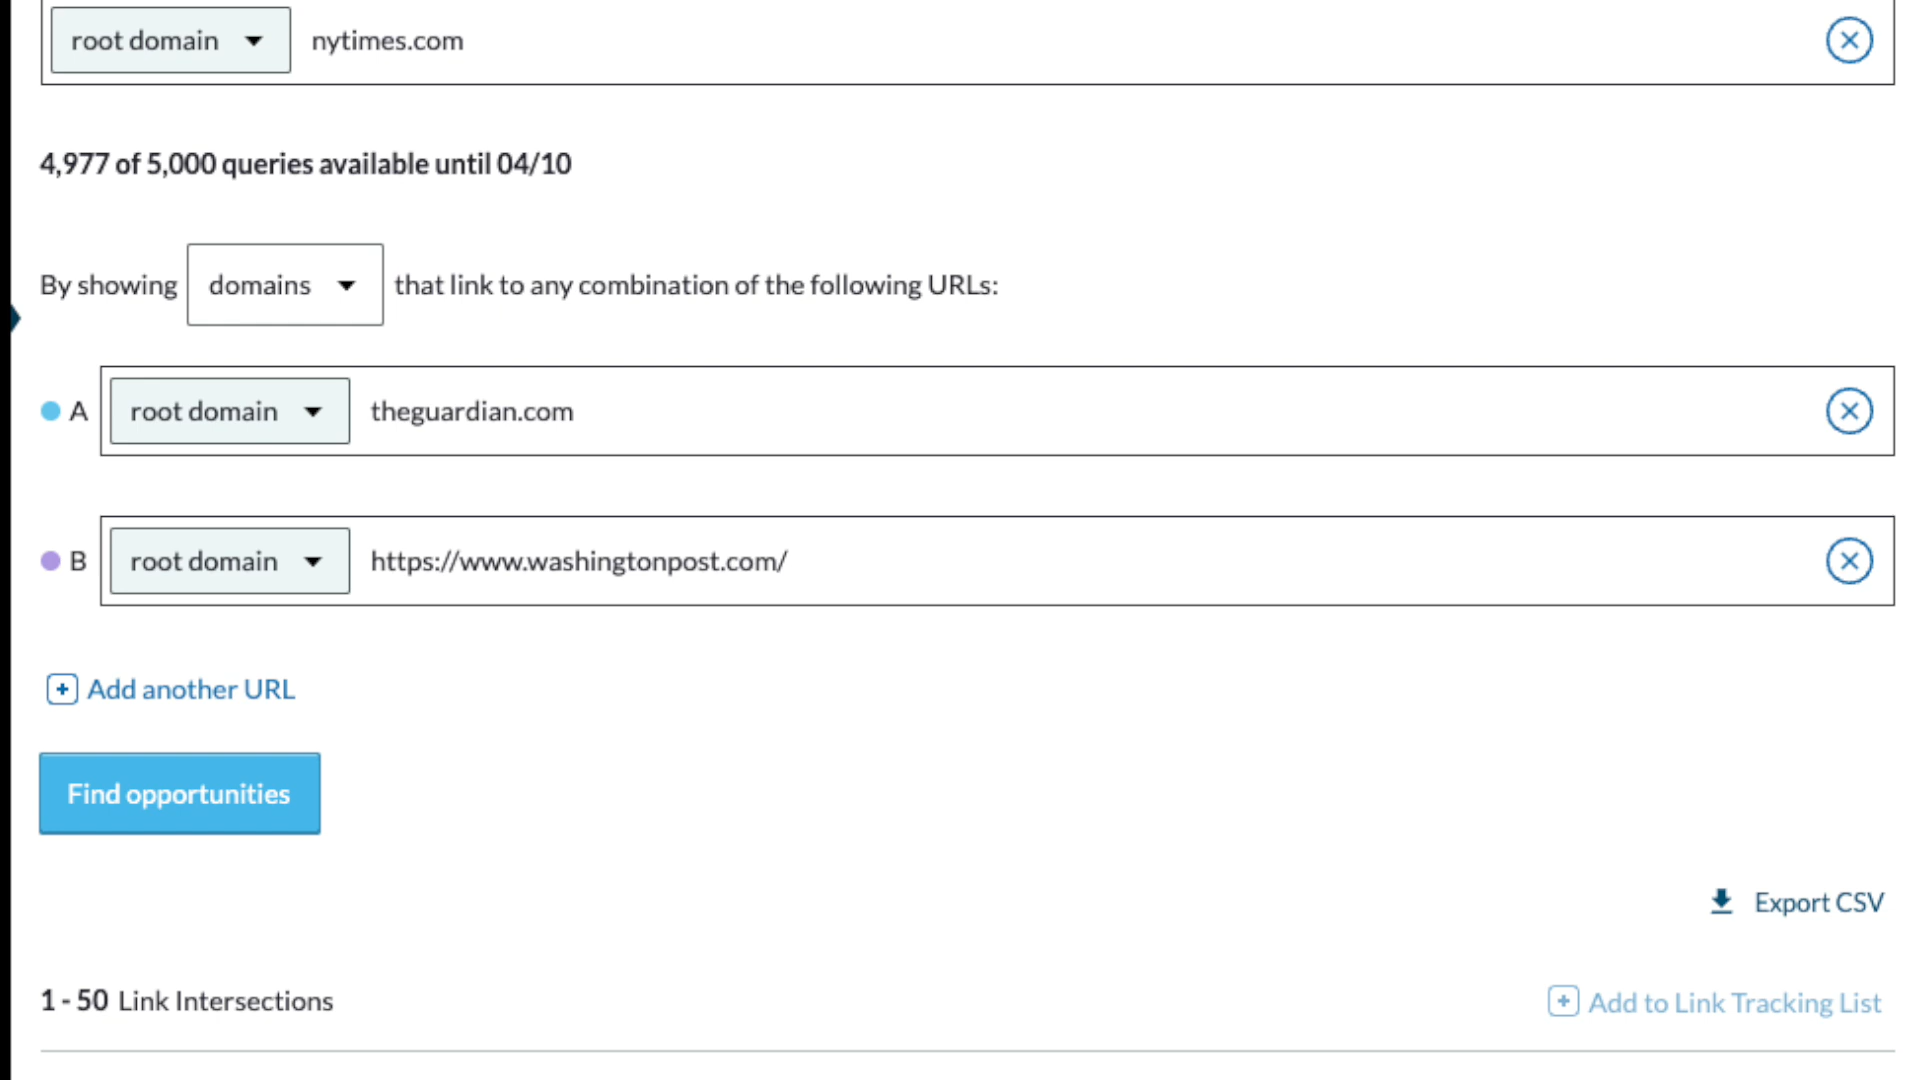 root domain nytimes.com
4,977 of 5,000 queries available until 04/10
By showing domains that link to any combination of the following URLs:
A root domain theguardian.com
B root domain https://www.washingtonpost.com/
Add another URL
Find opportunities
Export CSV
1 - 50 Link Intersections
Add to Link Tracking List